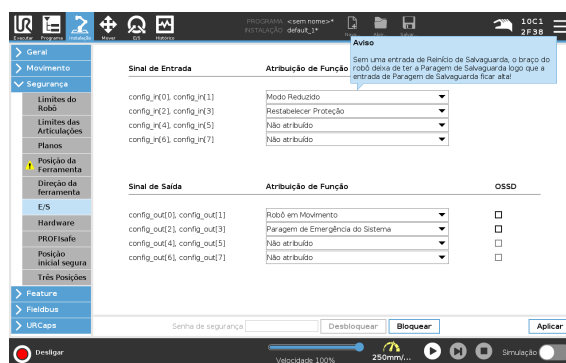 PROGRAMA <sem nomes>*
INSTALAÇÃO default_1*
10C1
2F38
Executar Programa Instalação Mover E/S Histórico
Abrir... Salvar...
Aviso
Sem uma entrada de Reinício de Salvaguarda, o braço do
robô deixa de ter a Paragem de Salvaguarda logo que a
entrada de Paragem de Salvaguarda ficar alta!
Geral
Movimento
Segurança
Limites do
Robô
Limites das
Articulações
Planos
Posição da
Ferramenta
Direção da
ferramenta
E/S
Hardware
PROFIsafe
Posição
inicial segura
Três Posições
Feature
Fieldbus
URCaps
Sinal de Entrada Atribuição de Função
config_in[0], config_in[1] Modo Reduzido
config_in[2], config_in[3] Restabelecer Proteção
config_in[4], config_in[5] Não atribuído
config_in[6], config_in[7] Não atribuído
Sinal de Saída Atribuição de Função OSSD
config_out[0], config_out[1] Robô em Movimento
config_out[2], config_out[3] Paragem de Emergência do Sistema
config_out[4], config_out[5] Não atribuído
config_out[6], config_out[7] Não atribuído
Senha de segurança Desbloquear Bloquear Aplicar
Desligar
Velocidade 100%
250mm/...
Simulação